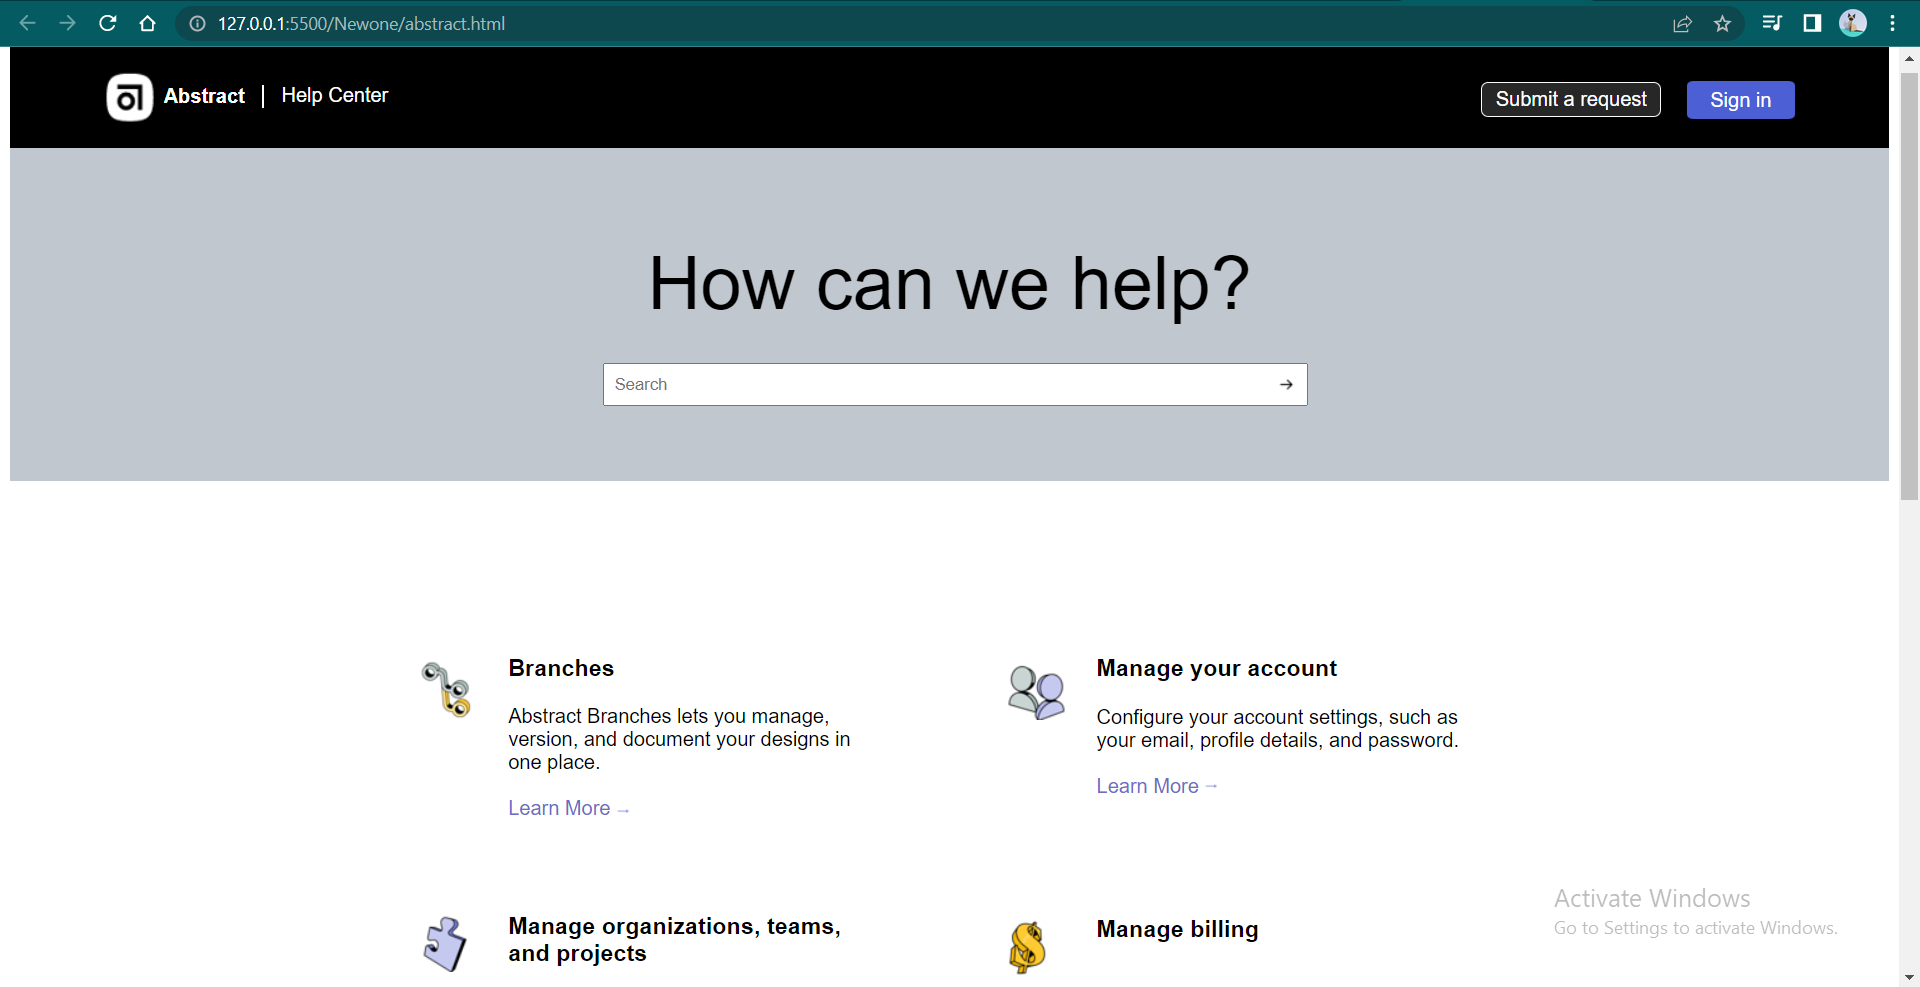 127.0.0.1:5500/Newone/abstract.html
Abstract | Help Center
Submit a request
Sign in
How can we help?
Search →
Branches
Abstract Branches lets you manage,
version, and document your designs in
one place.
Learn More →
Manage your account
Configure your account settings, such as
your email, profile details, and password.
Learn More →
Manage organizations, teams,
and projects
Manage billing
Activate Windows
Go to Settings to activate Windows.